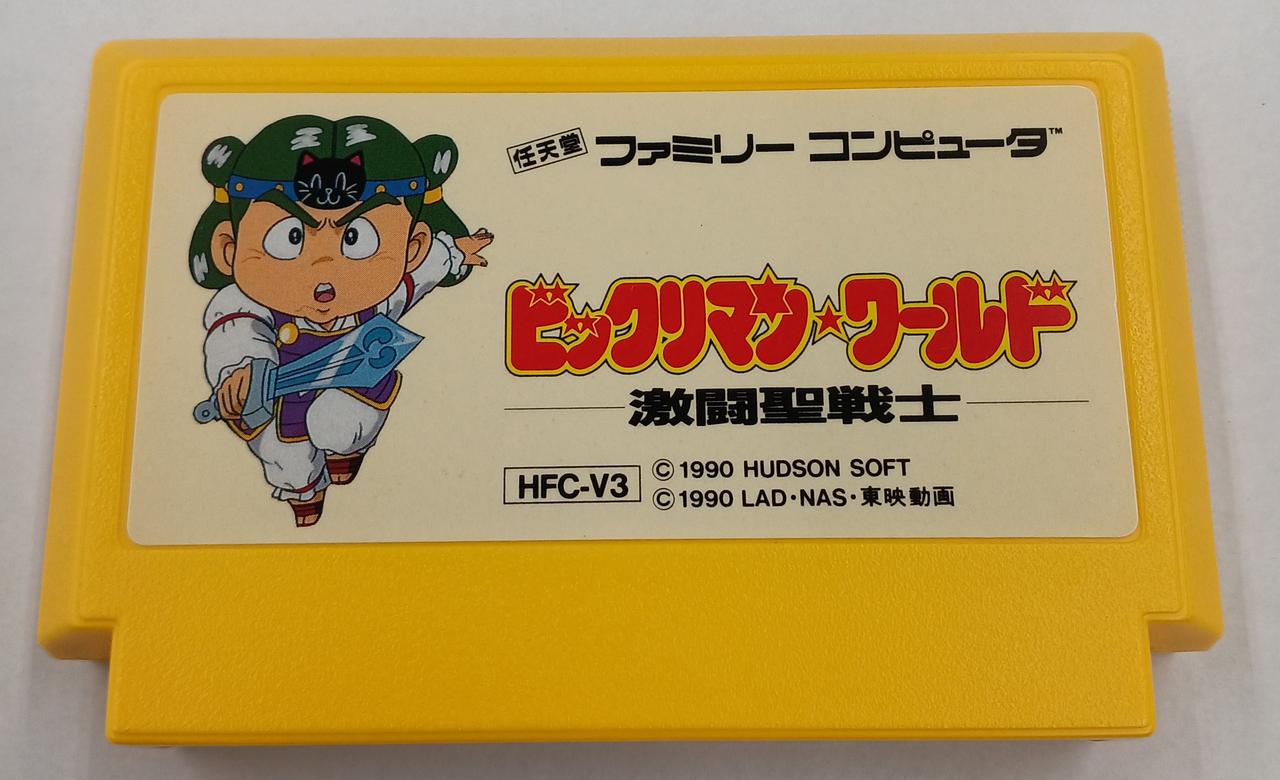 任天堂 ファミリー コンピュータ™
ビックリマン★ワールド
激闘聖戦士
HFC-V3
©1990 HUDSON SOFT
©1990 LAD・NAS・東映動画